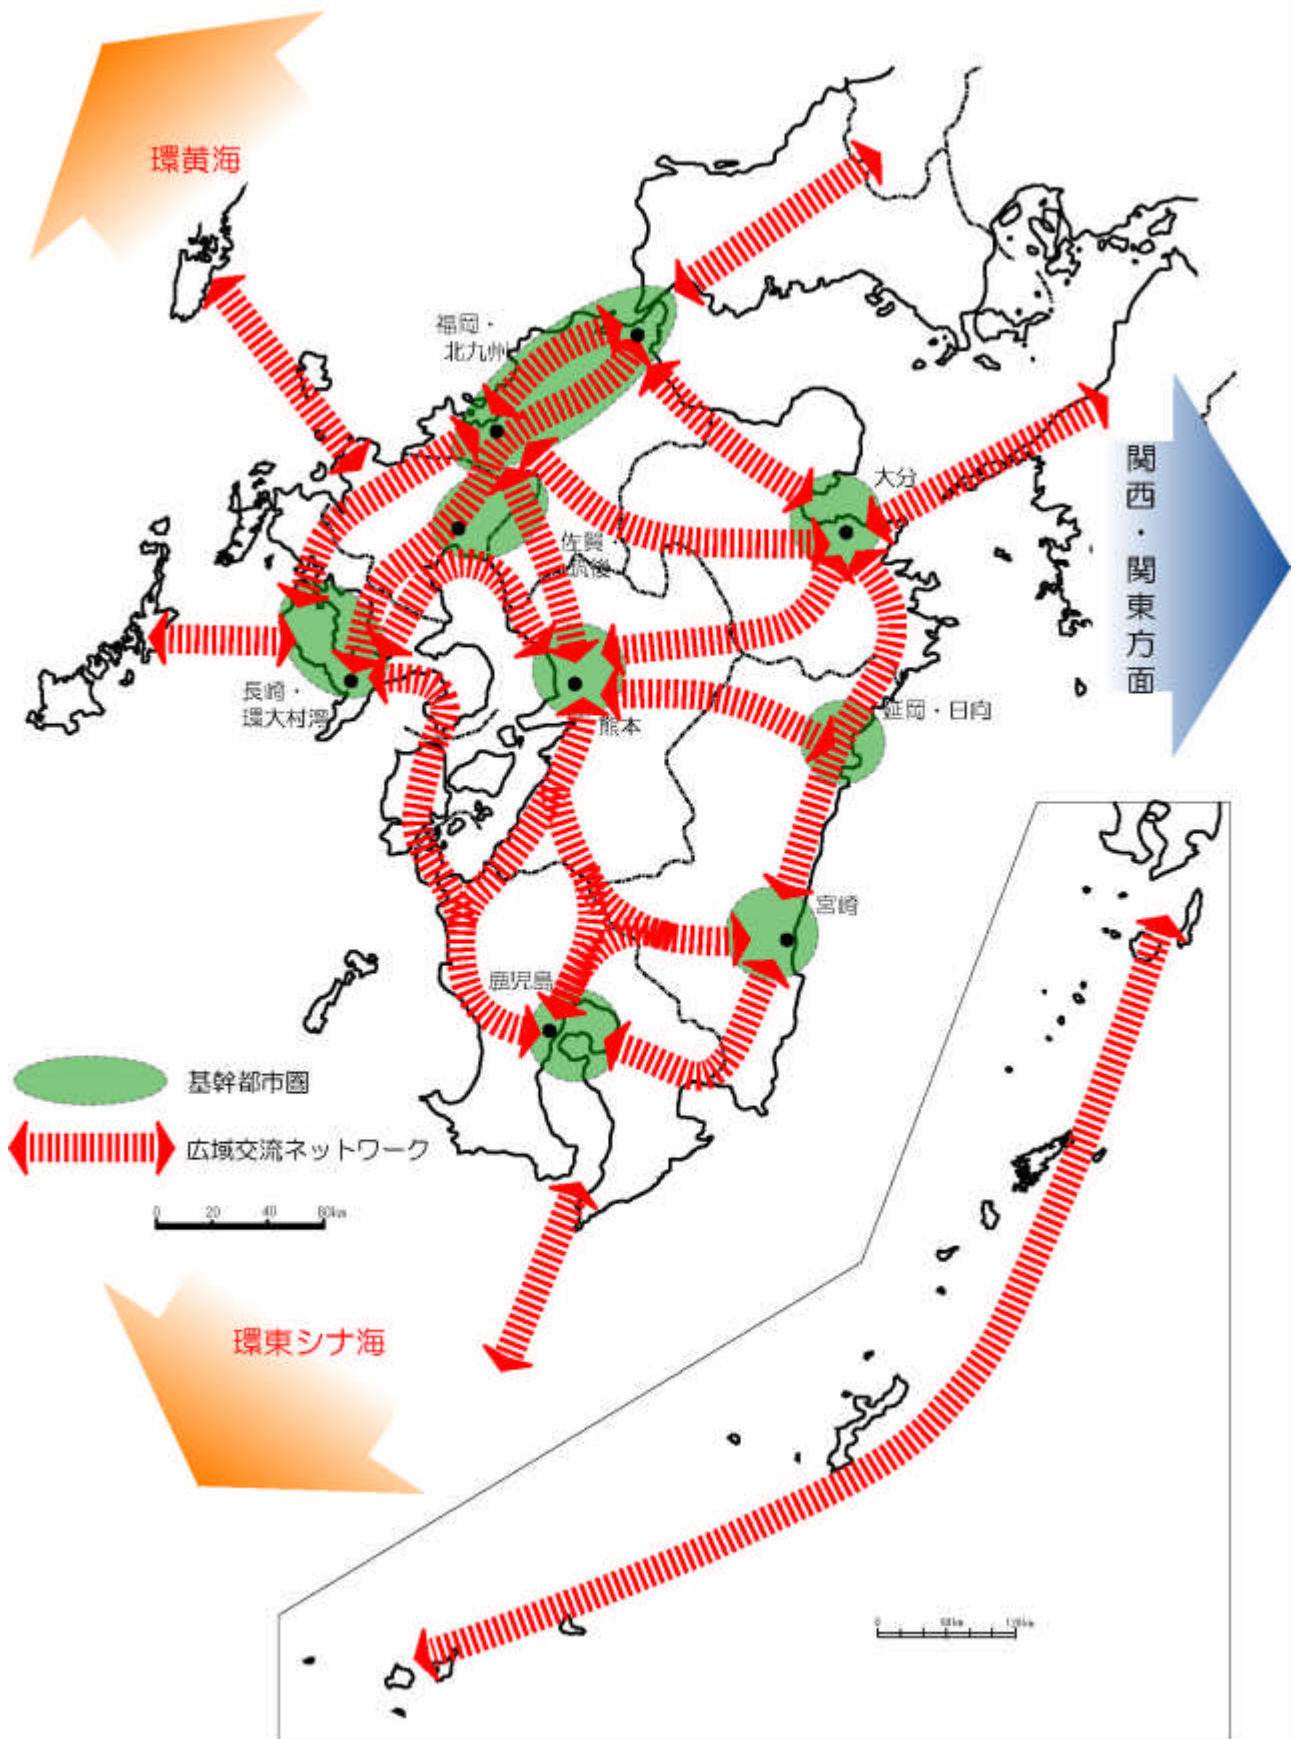 環黄海
福岡・
北九州
大分
関西・関東方面
佐賀・
筑後
長崎・
環大村湾
熊本
延岡・日向
宮崎
鹿児島
基幹都市圏
広域交流ネットワーク
0 20 40 80km
環東シナ海
0